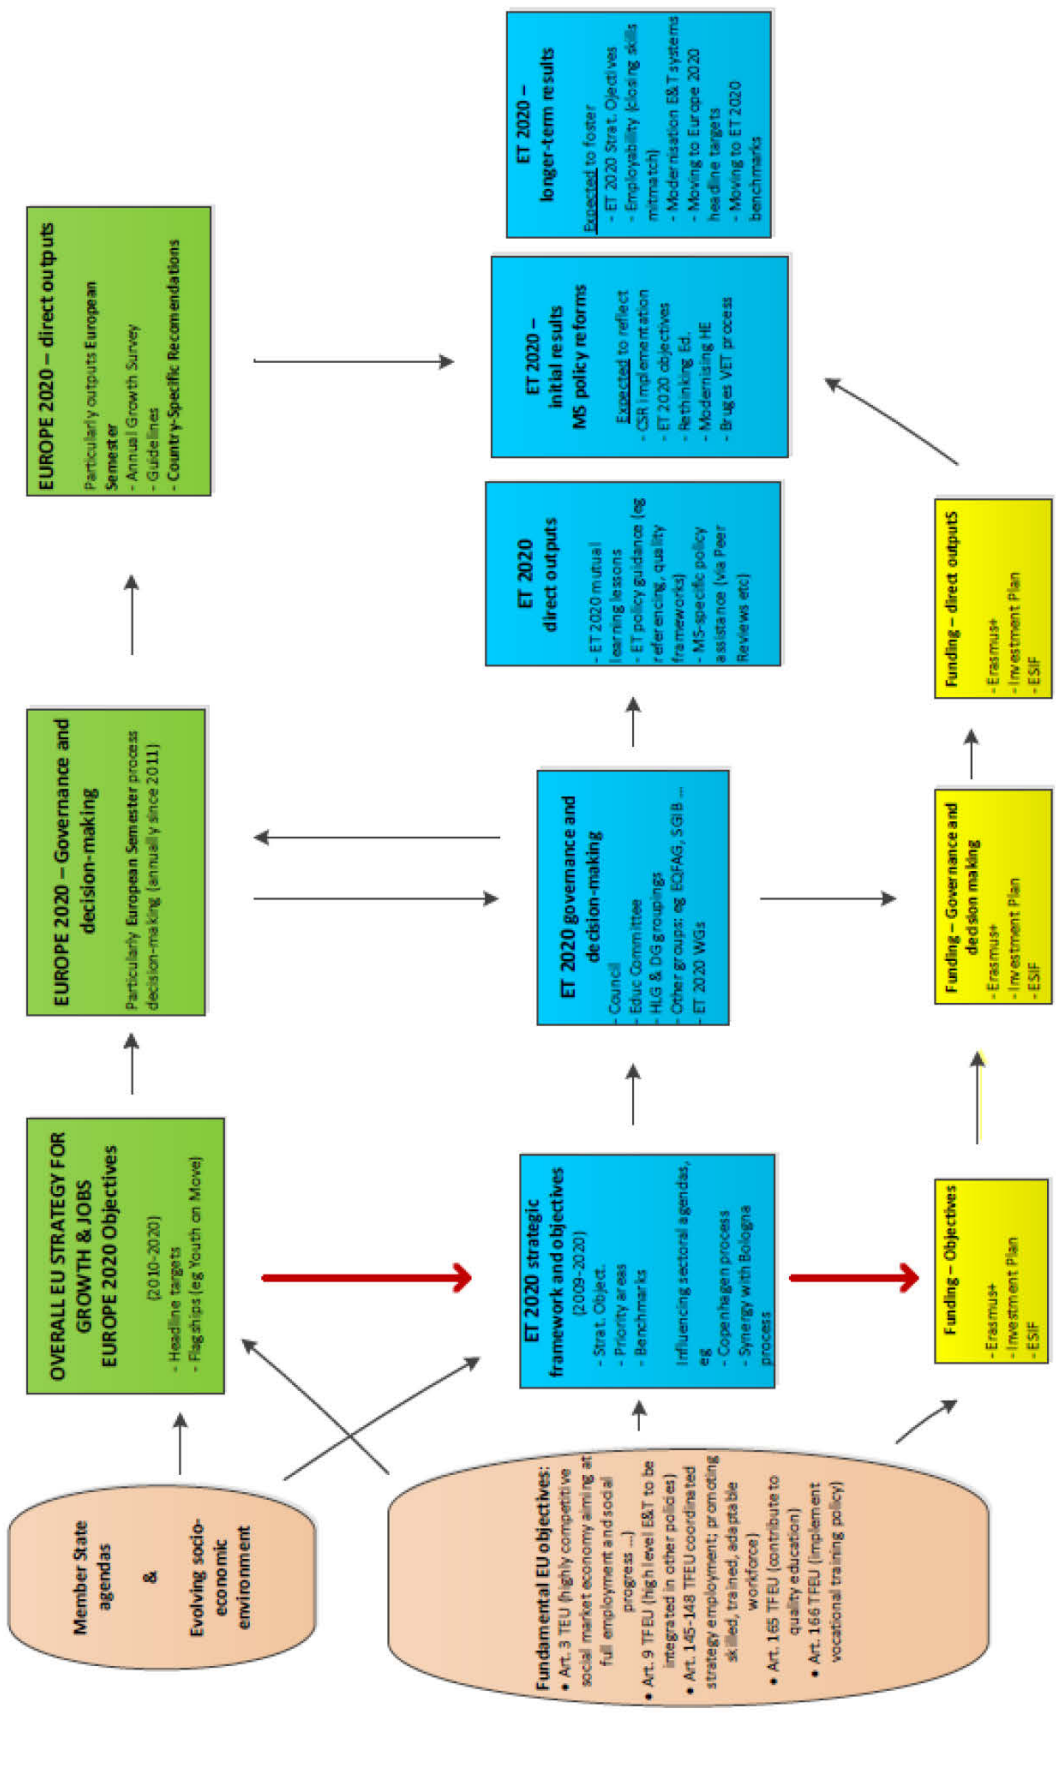 Member State
agendas
&
Evolving socio-
economic
environment
Fundamental EU objectives:
• Art. 3 TEU (highly competitive
social market economy aiming at
full employment and social
progress ...)
• Art. 9 TFEU (high level E&T to be
integrated in other policies)
• Art. 145-148 TFEU coordinated
strategy employment; promoting
skilled, trained, adaptable
workforce)
• Art. 165 TFEU (contribute to
quality education)
• Art. 166 TFEU (implement
vocational training policy)
OVERALL EU STRATEGY FOR
GROWTH & JOBS
EUROPE 2020 Objectives
(2010-2020)
- Headline targets
- Flagships (eg Youth on Move)
EUROPE 2020 – Governance and
decision-making
Particularly European Semester process
decision-making (annually since 2011)
EUROPE 2020 – direct outputs
Particularly outputs European
Semester
- Annual Growth Survey
- Guidelines
- Country-Specific Recomendations
ET 2020 strategic
framework and objectives
(2009-2020)
- Strat. Object.
- Priority areas
- Benchmarks
Influencing sectoral agendas,
eg
- Copenhagen process
- Synergy with Bologna
process
ET 2020 governance and
decision-making
- Council
- Educ Committee
- HLG & DG groupings
- Other groups: eg EQFAG, SGIB ...
- ET 2020 WGs
ET 2020
direct outputs
- ET 2020 mutual
learning lessons
- ET policy guidance (eg
referencing, quality
frameworks)
- MS-specific policy
assistance (via Peer
Reviews etc)
ET 2020 –
initial results
MS policy reforms
Expected to reflect
- CSR implementation
- ET 2020 objectives
- Rethinking Ed.
- Modernising HE
- Bruges VET process
ET 2020 –
longer-term results
Expected to foster
- ET 2020 Strat. Ojectives
- Employability (closing skills
mitmatch)
- Modernisation E&T systems
- Moving to Europe 2020
headline targets
- Moving to ET 2020
benchmarks
Funding – Objectives
- Erasmus+
- Investment Plan
- ESIF
Funding – Governance and
decision making
- Erasmus+
- Investment Plan
- ESIF
Funding – direct outputS
- Erasmus+
- Investment Plan
- ESIF